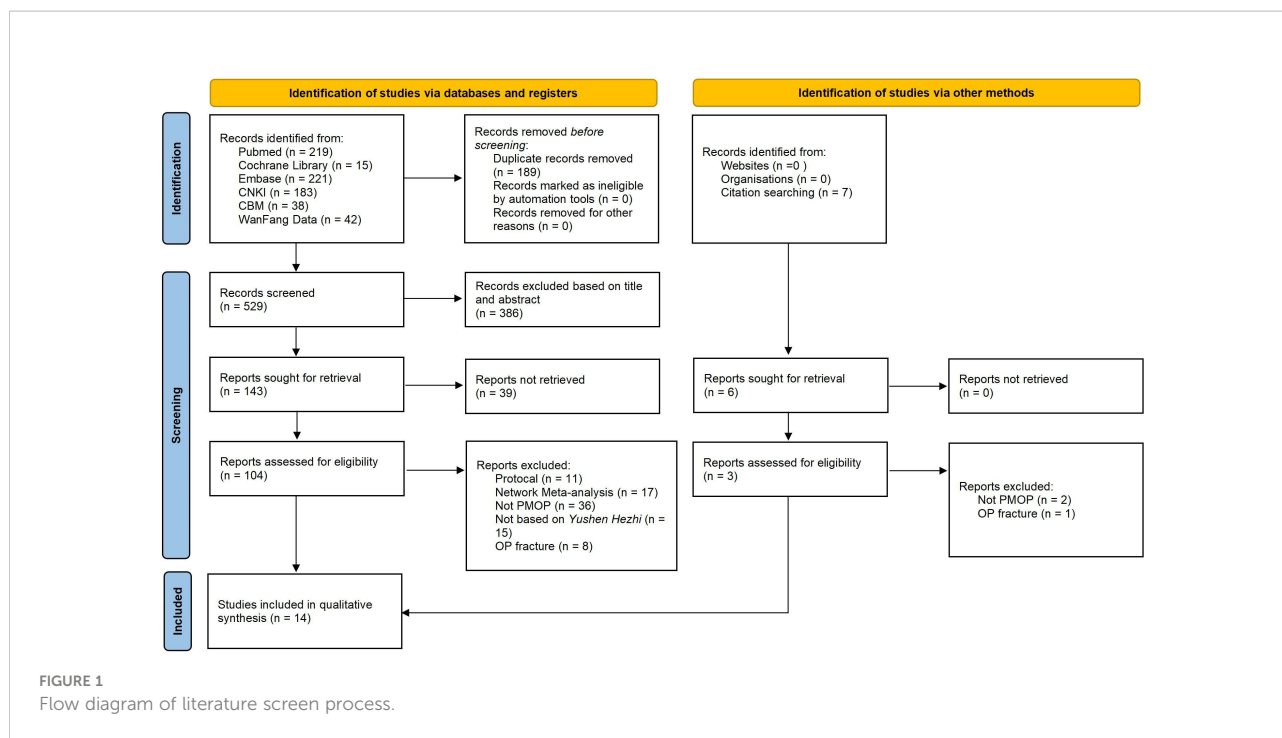 Identification of studies via databases and registers
Identification of studies via other methods
Identification
Records identified from:
Pubmed (n = 219)
Cochrane Library (n = 15)
Embase (n = 221)
CNKI (n = 183)
CBM (n = 38)
WanFang Data (n = 42)
Records removed before
screening:
Duplicate records removed
(n = 189)
Records marked as ineligible
by automation tools (n = 0)
Records removed for other
reasons (n = 0)
Records identified from:
Websites (n =0 )
Organisations (n = 0)
Citation searching (n = 7)
Screening
Records screened
(n = 529)
Records excluded based on title
and abstract
(n = 386)
Reports sought for retrieval
(n = 143)
Reports not retrieved
(n = 39)
Reports sought for retrieval
(n = 6)
Reports not retrieved
(n = 0)
Reports assessed for eligibility
(n = 104)
Reports excluded:
Protocal (n = 11)
Network Meta-analysis (n = 17)
Not PMOP (n = 36)
Not based on Yushen Hezhi (n =
15)
OP fracture (n = 8)
Reports assessed for eligibility
(n = 3)
Reports excluded:
Not PMOP (n = 2)
OP fracture (n = 1)
Included
Studies included in qualitative
synthesis (n = 14)
FIGURE 1
Flow diagram of literature screen process.